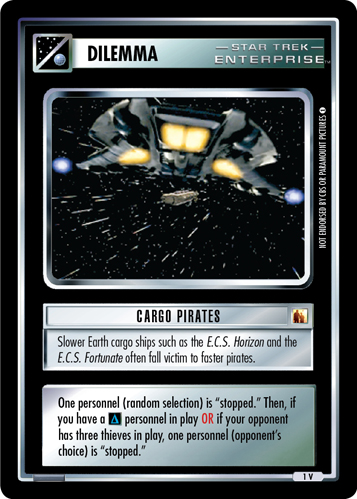 DILEMMA
STAR TREK
ENTERPRISE™
NOT ENDORSED BY CBS OR PARAMOUNT PICTURES
CARGO PIRATES
Slower Earth cargo ships such as the E.C.S. Horizon and the
E.C.S. Fortunate often fall victim to faster pirates.
One personnel (random selection) is “stopped.” Then, if
you have a personnel in play OR if your opponent
has three thieves in play, one personnel (opponent’s
choice) is “stopped.”
1 V